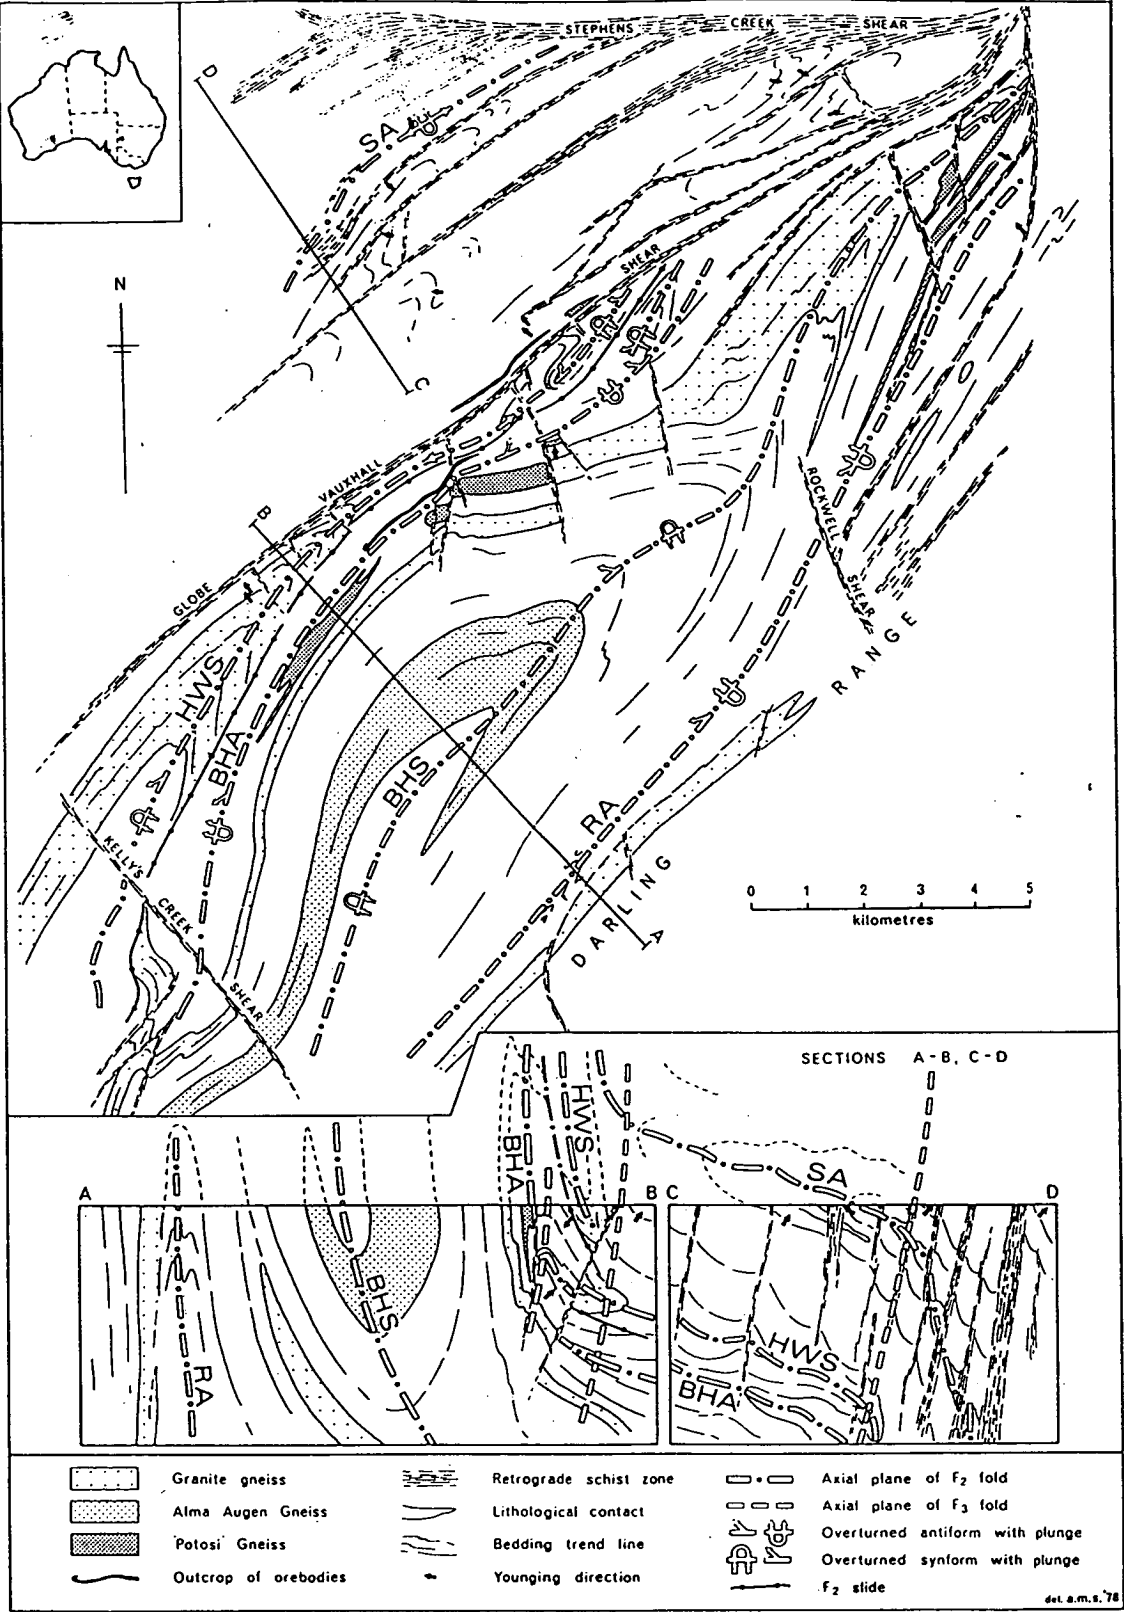 STEPHENS CREEK SHEAR
D
SA
C
N
SHEAR
VAUXHALL
GLOBE
B
ROCKWELL
SHEAR
HWS
BHA
BHS
RA
DARLING RANGE
A
KELLY'S
CREEK
SHEAR
0 1 2 3 4 5
kilometres
SECTIONS A-B, C-D
BHA
HWS
SA
A
B
C
D
RA
BHS
HWS
BHA
Granite gneiss
Alma Augen Gneiss
Potosi Gneiss
Outcrop of orebodies
Retrograde schist zone
Lithological contact
Bedding trend line
Younging direction
Axial plane of F₂ fold
Axial plane of F₃ fold
Overturned antiform with plunge
Overturned synform with plunge
F₂ slide
del. a.m.s. '78